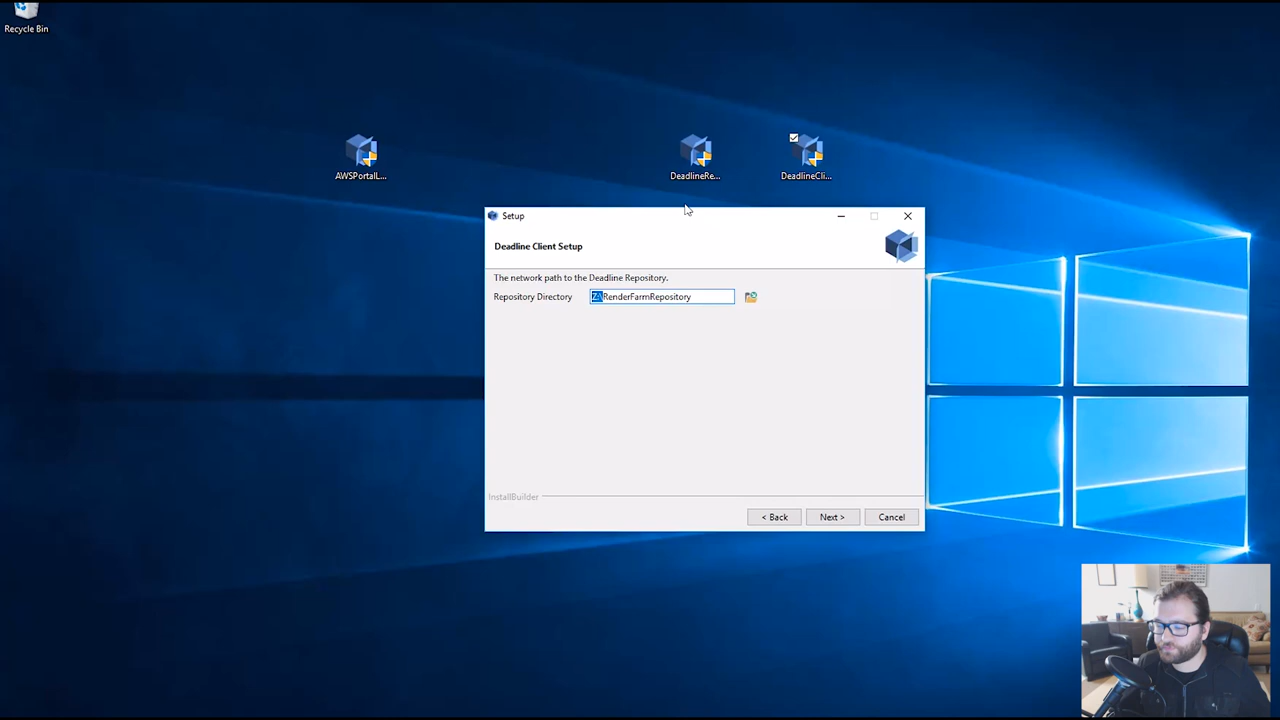 Recycle Bin
AWSPortalL...
DeadlineRe...
DeadlineCli...
Setup
Deadline Client Setup
The network path to the Deadline Repository.
Repository Directory
Z:\RenderFarmRepository
InstallBuilder
< Back
Next >
Cancel